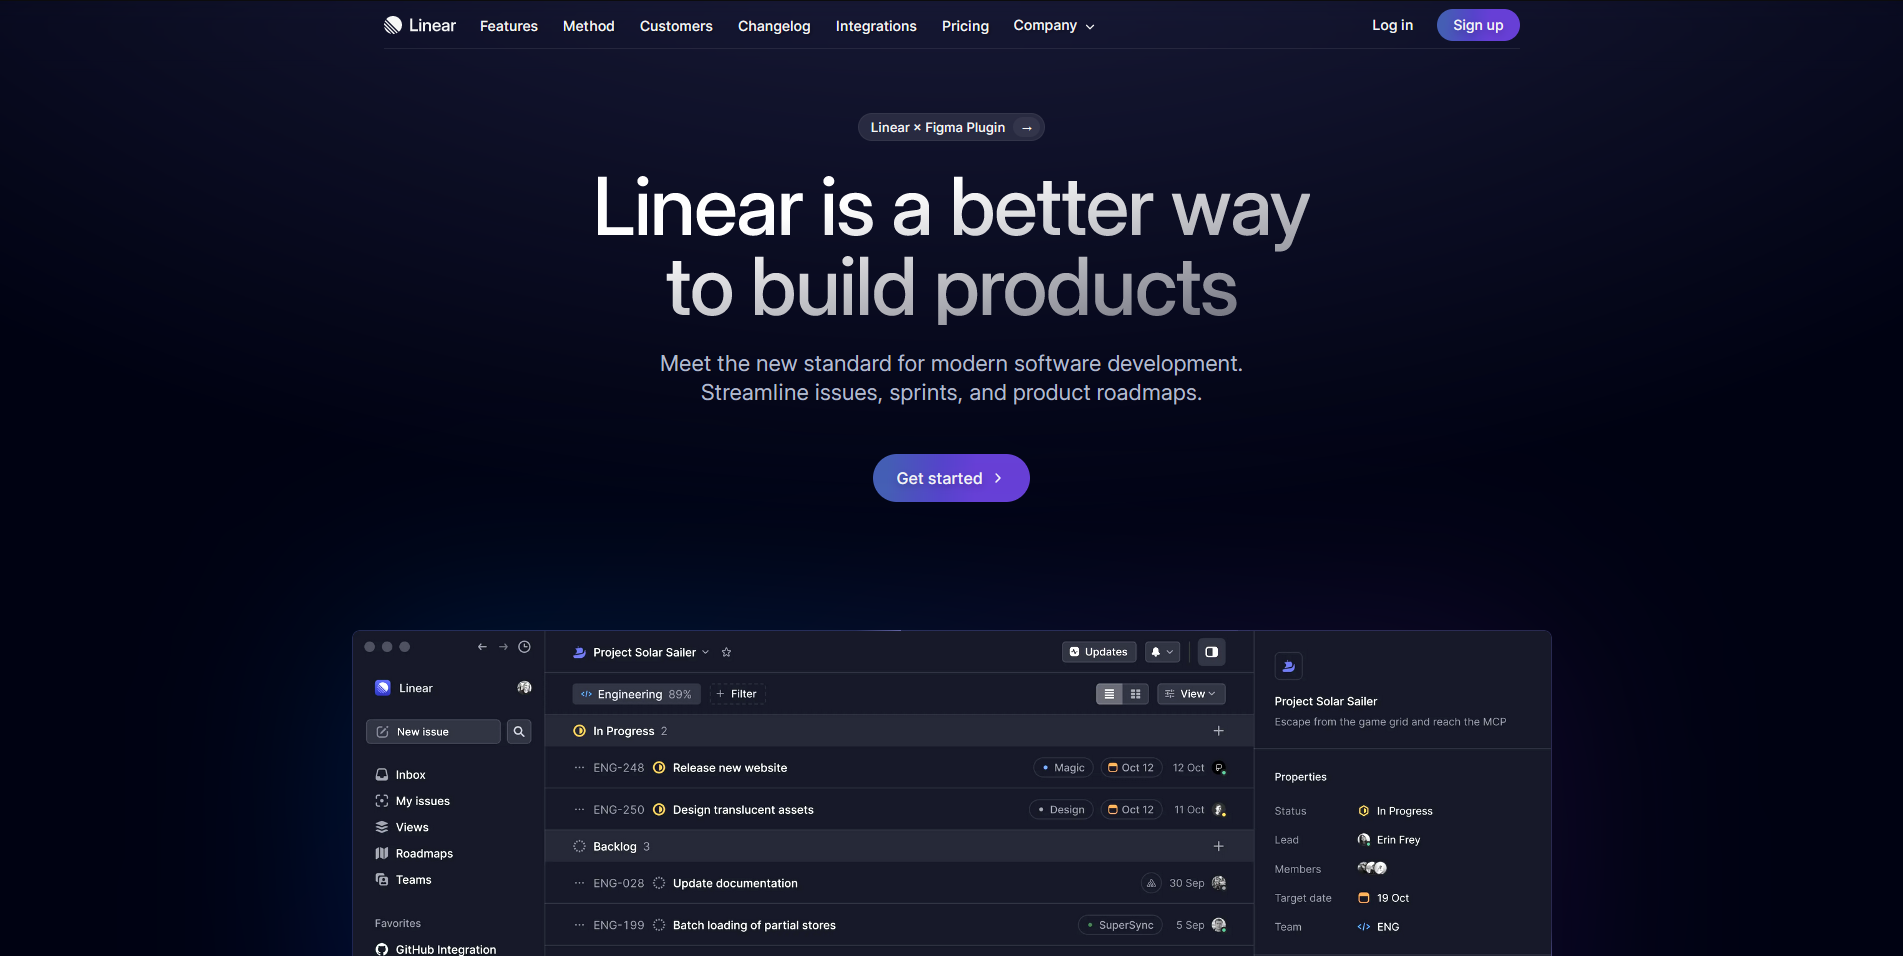 Linear Features Method Customers Changelog Integrations Pricing Company Log in Sign up
Linear × Figma Plugin →
Linear is a better way
to build products
Meet the new standard for modern software development.
Streamline issues, sprints, and product roadmaps.
Get started
Linear
New issue
Inbox
My issues
Views
Roadmaps
Teams
Favorites
GitHub Integration
Project Solar Sailer Updates
Engineering 89% Filter View
In Progress 2
ENG-248 Release new website Magic Oct 12 12 Oct
ENG-250 Design translucent assets Design Oct 12 11 Oct
Backlog 3
ENG-028 Update documentation 30 Sep
ENG-199 Batch loading of partial stores SuperSync 5 Sep
Project Solar Sailer
Escape from the game grid and reach the MCP
Properties
Status In Progress
Lead Erin Frey
Members
Target date 19 Oct
Team ENG